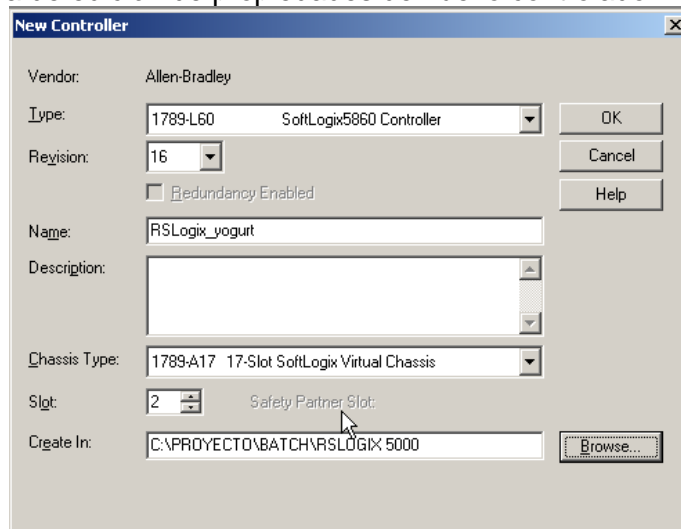 New Controller
Vendor: Allen-Bradley
Type: 1789-L60 SoftLogix5860 Controller OK
Revision: 16 Cancel
Redundancy Enabled Help
Name: RSLogix_yogurt
Description:
Chassis Type: 1789-A17 17-Slot SoftLogix Virtual Chassis
Slot: 2 Safety Partner Slot:
Create In: C:\PROYECTO\BATCH\RSLOGIX 5000 Browse...